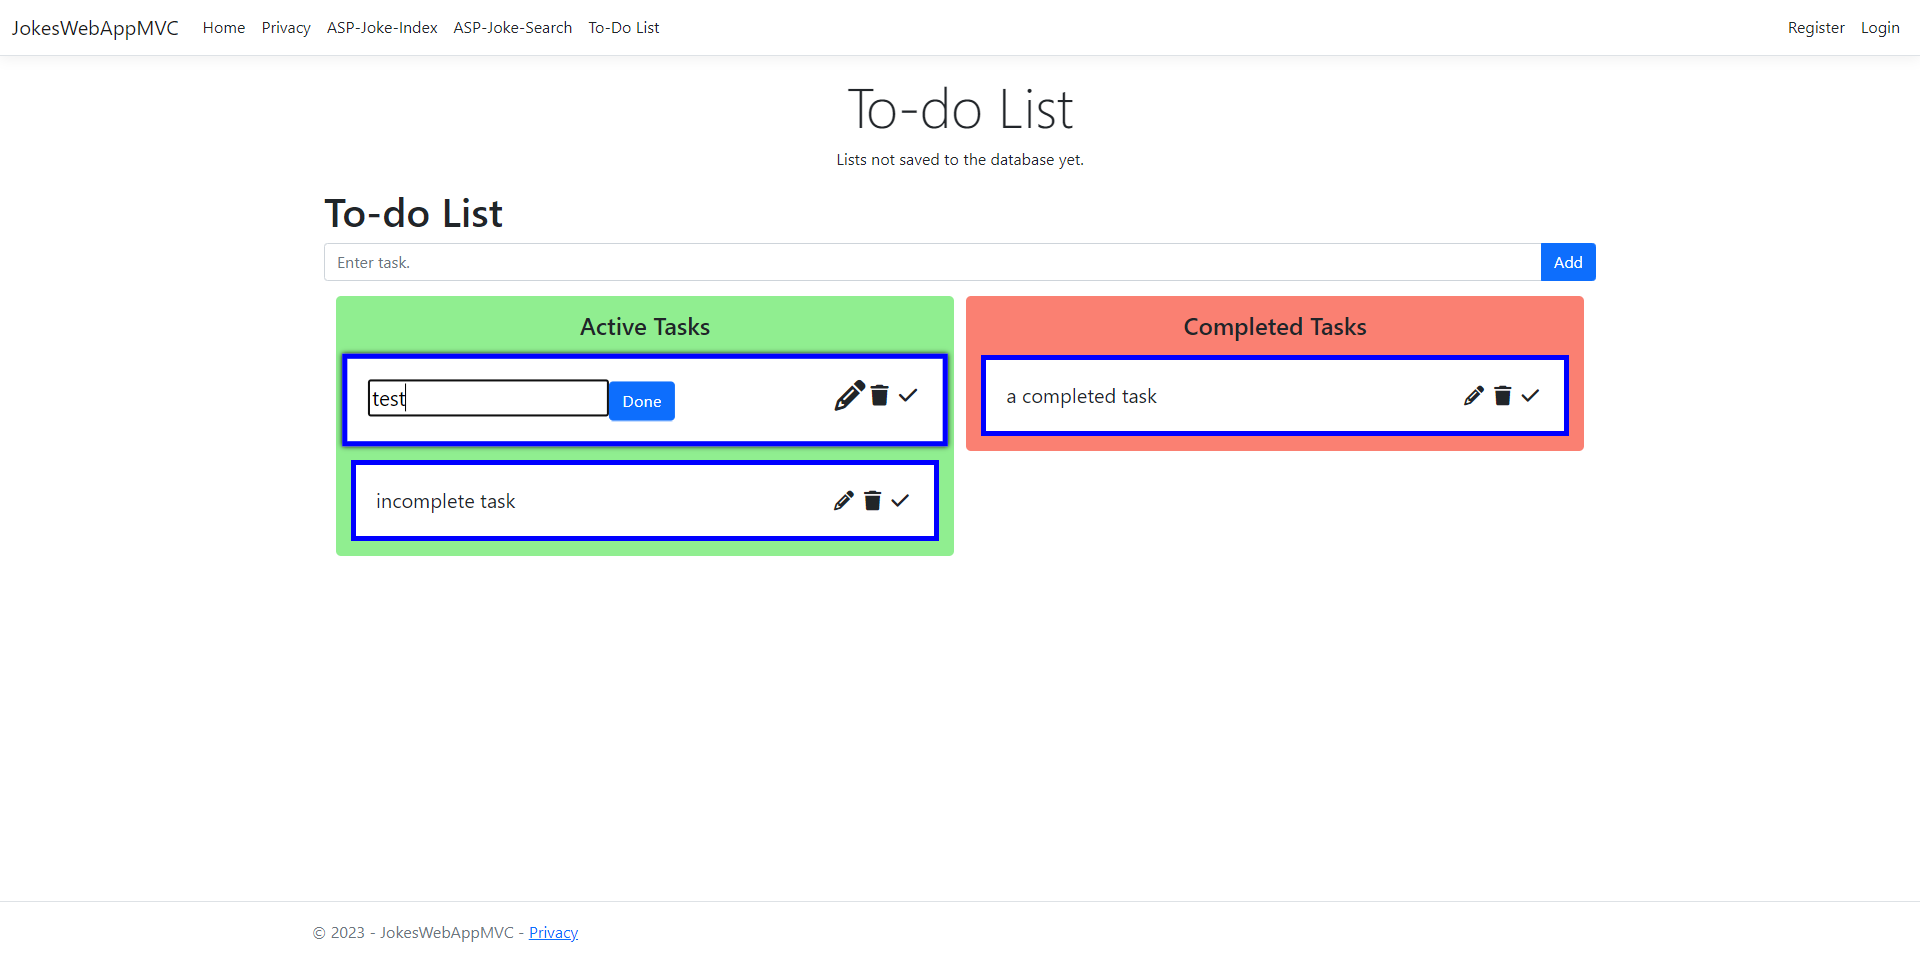 JokesWebAppMVC Home Privacy ASP-Joke-Index ASP-Joke-Search To-Do List Register Login
To-do List
Lists not saved to the database yet.
To-do List
Enter task. Add
Active Tasks
test Done
incomplete task
Completed Tasks
a completed task
© 2023 - JokesWebAppMVC - Privacy